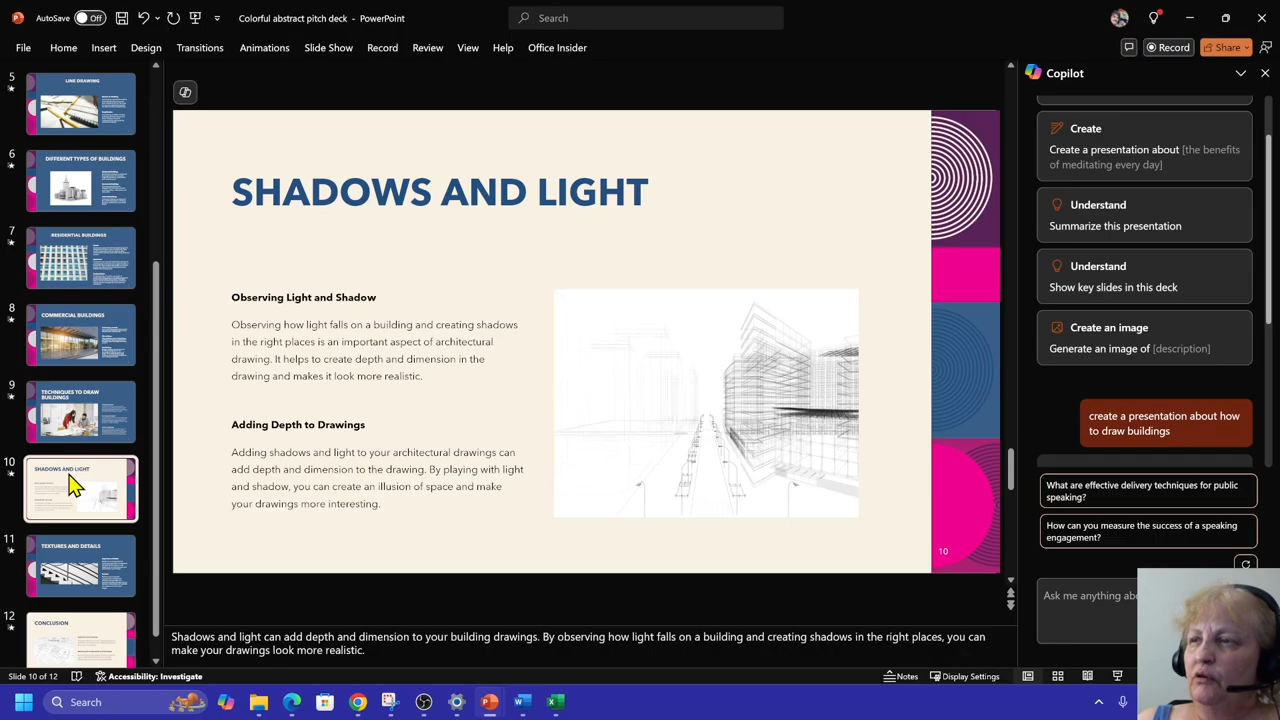 AutoSave Off Colorful abstract pitch deck - PowerPoint Search
File Home Insert Design Transitions Animations Slide Show Record Review View Help Office Insider Record Share
5
LINE DRAWING
6
DIFFERENT TYPES OF BUILDINGS
7
RESIDENTIAL BUILDINGS
8
COMMERCIAL BUILDINGS
9
TECHNIQUES TO DRAW
BUILDINGS
10
SHADOWS AND LIGHT
11
TEXTURES AND DETAILS
12
CONCLUSION
SHADOWS AND LIGHT
Observing Light and Shadow
Observing how light falls on a building and creating shadows
in the right places is an important aspect of architectural
drawing. It helps to create depth and dimension in the
drawing and makes it look more realistic.
Adding Depth to Drawings
Adding shadows and light to your architectural drawings can
add depth and dimension to the drawing. By playing with light
and shadow, you can create an illusion of space and make
your drawings more interesting.
10
Shadows and light can add depth and dimension to your building drawings. By observing how light falls on a building and creating shadows in the right places, you can
make your drawings look more realistic.
Copilot
Create
Create a presentation about [the benefits
of meditating every day]
Understand
Summarize this presentation
Understand
Show key slides in this deck
Create an image
Generate an image of [description]
create a presentation about how
to draw buildings
What are effective delivery techniques for public
speaking?
How can you measure the success of a speaking
engagement?
Ask me anything
Slide 10 of 12 Accessibility: Investigate Notes Display Settings
Search